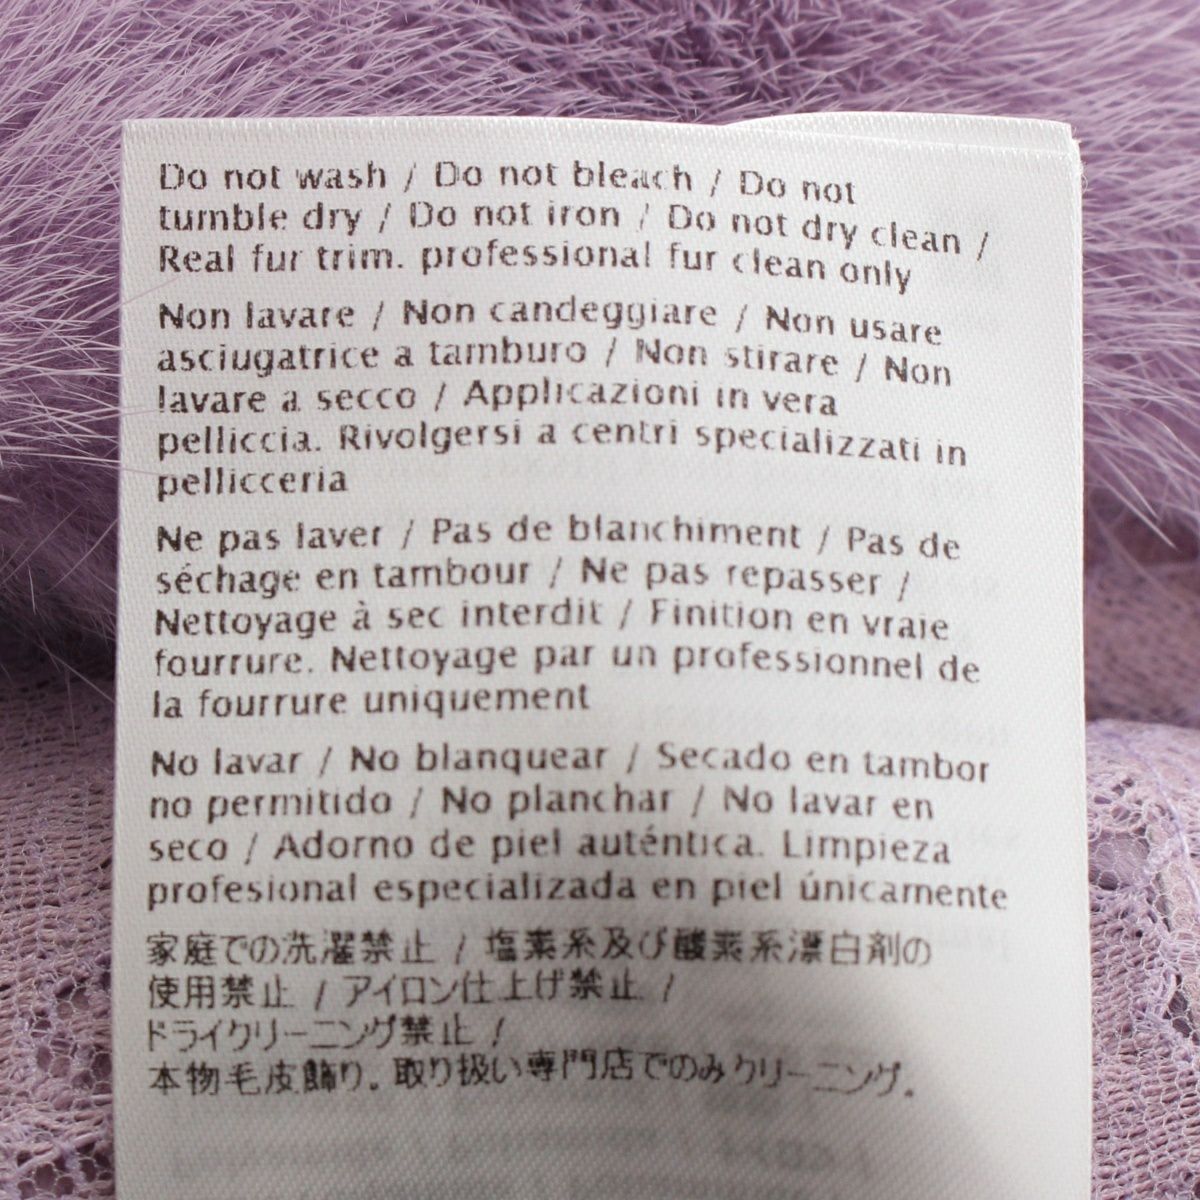 Do not wash / Do not bleach / Do not
tumble dry / Do not iron / Do not dry clean /
Real fur trim. professional fur clean only
Non lavare / Non candeggiare / Non usare
asciugatrice a tamburo / Non stirare / Non
lavare a secco / Applicazioni in vera
pelliccia. Rivolgersi a centri specializzati in
pellicceria
Ne pas laver / Pas de blanchiment / Pas de
séchage en tambour / Ne pas repasser /
Nettoyage à sec interdit / Finition en vraie
fourrure. Nettoyage par un professionnel de
la fourrure uniquement
No lavar / No blanquear / Secado en tambor
no permitido / No planchar / No lavar en
seco / Adorno de piel auténtica. Limpieza
profesional especializada en piel únicamente
家庭での洗濯禁止 / 塩素系及び酸素系漂白剤の
使用禁止 / アイロン仕上げ禁止 /
ドライクリーニング禁止 /
本物毛皮飾り。取り扱い専門店でのみクリーニング。